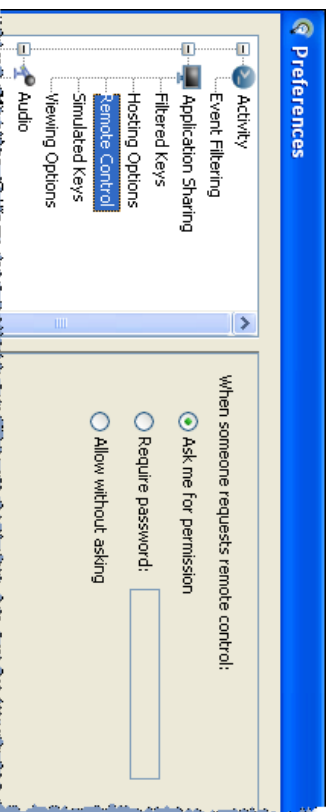 Preferences
Activity
Event Filtering
Application Sharing
Filtered Keys
Hosting Options
Remote Control
Simulated Keys
Viewing Options
Audio
When someone requests remote control:
Ask me for permission
Require password:
Allow without asking